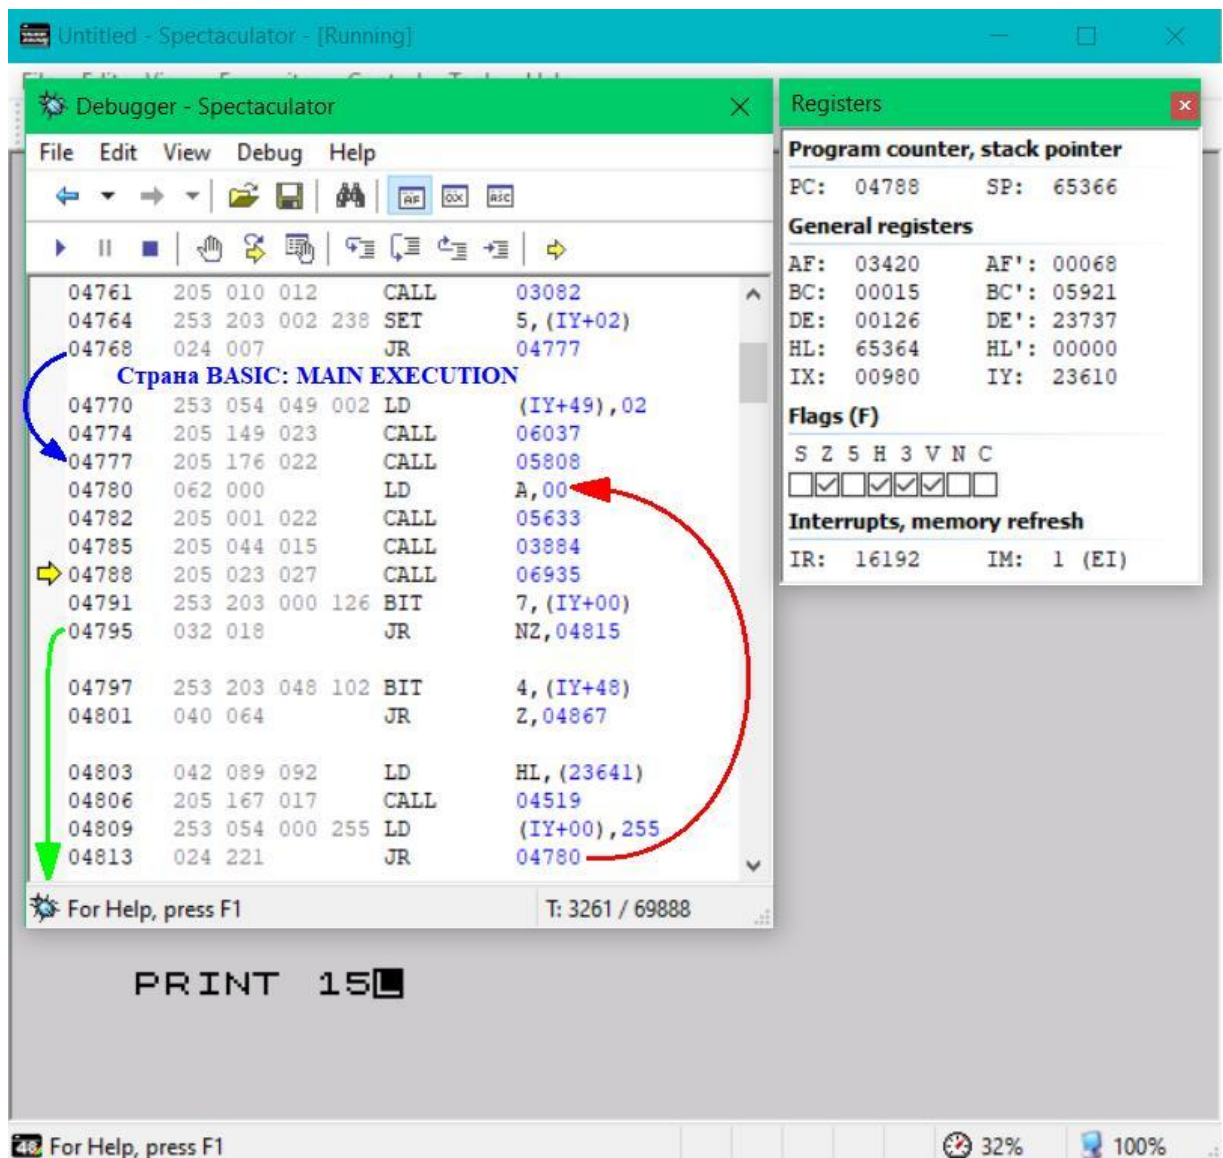 Untitled - Spectaculator - [Running]
Debugger - Spectaculator
File Edit View Debug Help
04761 205 010 012 CALL 03082
04764 253 203 002 238 SET 5,(IY+02)
04768 024 007 JR 04777
Страна BASIC: MAIN EXECUTION
04770 253 054 049 002 LD (IY+49),02
04774 205 149 023 CALL 06037
04777 205 176 022 CALL 05808
04780 062 000 LD A,00
04782 205 001 022 CALL 05633
04785 205 044 015 CALL 03884
04788 205 023 027 CALL 06935
04791 253 203 000 126 BIT 7,(IY+00)
04795 032 018 JR NZ,04815
04797 253 203 048 102 BIT 4,(IY+48)
04801 040 064 JR Z,04867
04803 042 089 092 LD HL,(23641)
04806 205 167 017 CALL 04519
04809 253 054 000 255 LD (IY+00),255
04813 024 221 JR 04780
For Help, press F1 T: 3261 / 69888
Registers
Program counter, stack pointer
PC: 04788 SP: 65366
General registers
AF: 03420 AF': 00068
BC: 00015 BC': 05921
DE: 00126 DE': 23737
HL: 65364 HL': 00000
IX: 00980 IY: 23610
Flags (F)
S Z 5 H 3 V N C
Interrupts, memory refresh
IR: 16192 IM: 1 (EI)
PRINT 15L
For Help, press F1 32% 100%